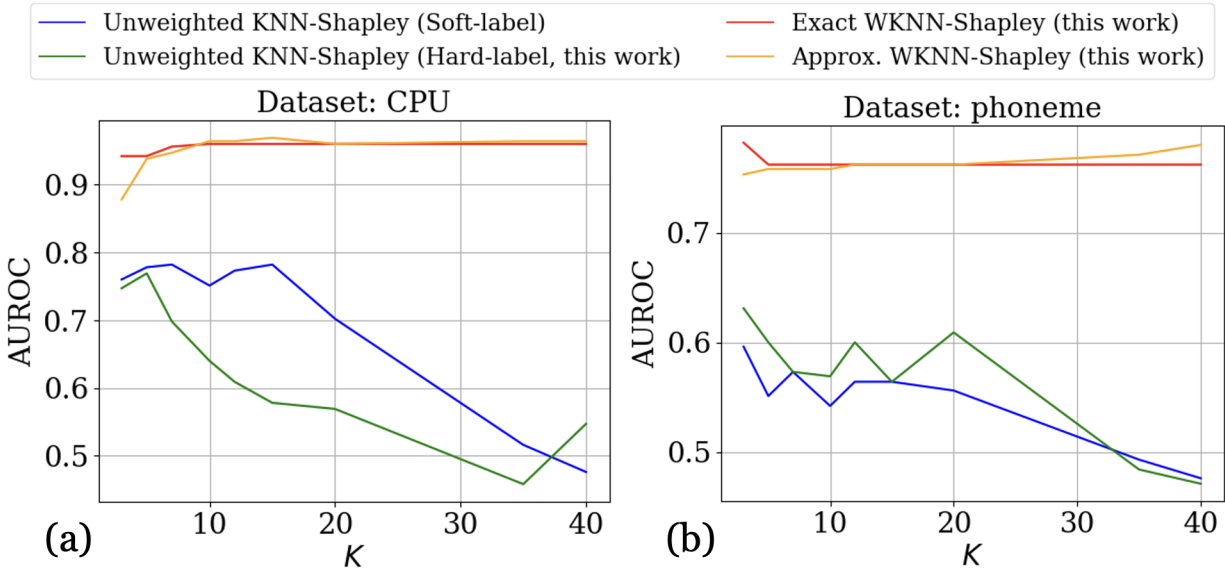 Unweighted KNN-Shapley (Soft-label)
Unweighted KNN-Shapley (Hard-label, this work)
Exact WKNN-Shapley (this work)
Approx. WKNN-Shapley (this work)
Dataset: CPU
AUROC
0.9
0.8
0.7
0.6
0.5
10
20
30
40
K
(a)
Dataset: phoneme
AUROC
0.7
0.6
0.5
10
20
30
40
K
(b)